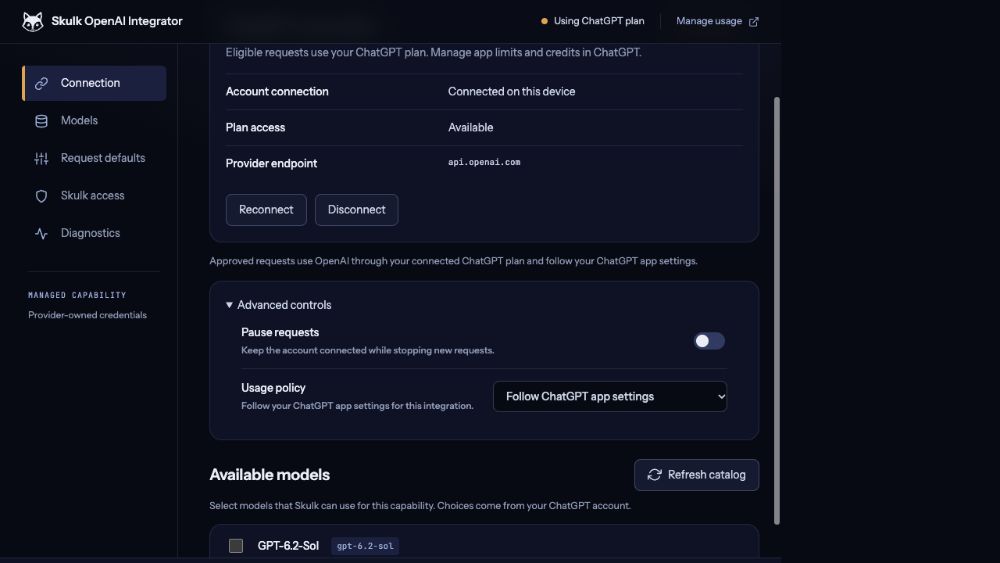 Skulk OpenAI Integrator
Using ChatGPT plan
Manage usage
Connection
Models
Request defaults
Skulk access
Diagnostics
MANAGED CAPABILITY
Provider-owned credentials
Eligible requests use your ChatGPT plan. Manage app limits and credits in ChatGPT.
Account connection Connected on this device
Plan access Available
Provider endpoint api.openai.com
Reconnect Disconnect
Approved requests use OpenAI through your connected ChatGPT plan and follow your ChatGPT app settings.
Advanced controls
Pause requests
Keep the account connected while stopping new requests.
Usage policy
Follow your ChatGPT app settings for this integration.
Follow ChatGPT app settings
Available models
Refresh catalog
Select models that Skulk can use for this capability. Choices come from your ChatGPT account.
GPT-6.2-Sol gpt-6.2-sol